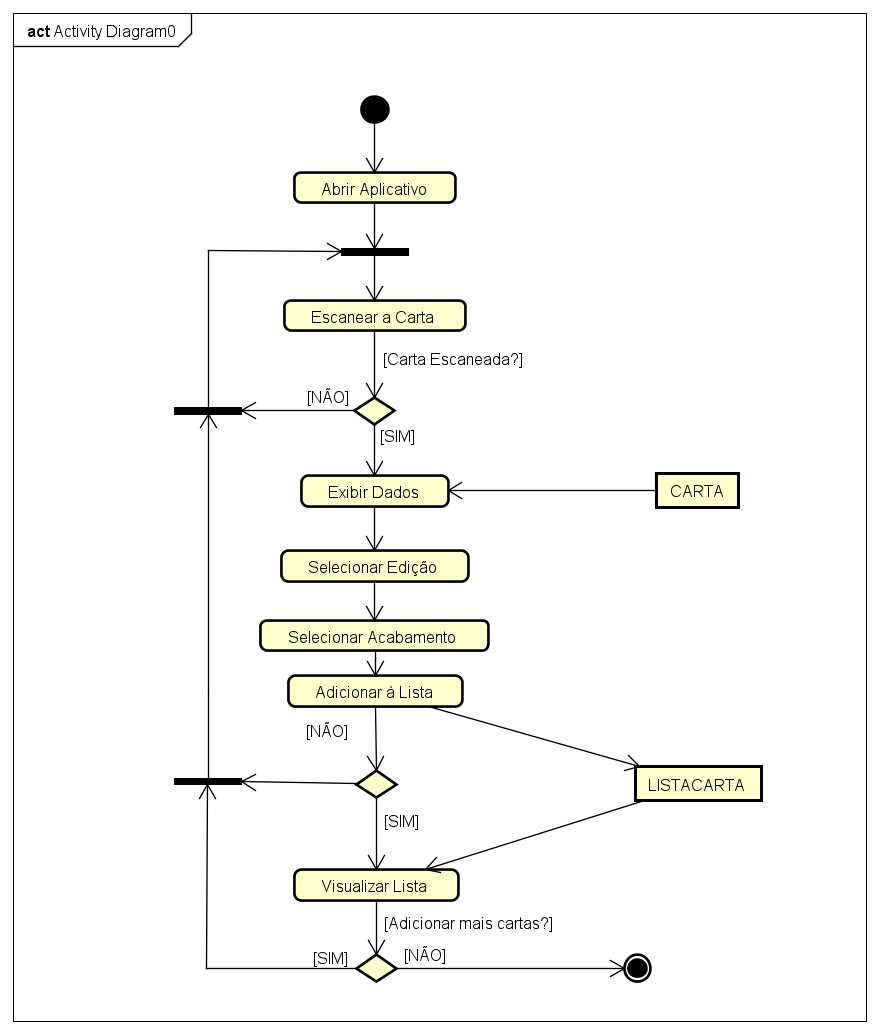 act Activity Diagram0
Abrir Aplicativo
Escanear a Carta
[Carta Escaneada?]
[NÃO]
[SIM]
Exibir Dados
CARTA
Selecionar Edição
Selecionar Acabamento
Adicionar à Lista
[NÃO]
LISTACARTA
[SIM]
Visualizar Lista
[Adicionar mais cartas?]
[SIM]
[NÃO]